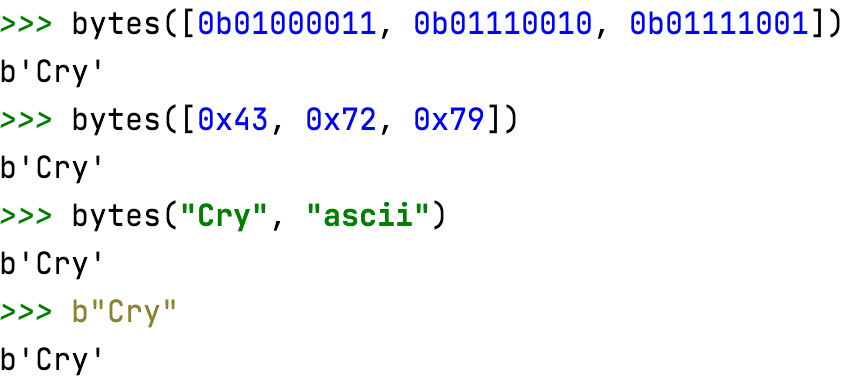 >>> bytes([0b01000011, 0b01110010, 0b01111001])
b'Cry'
>>> bytes([0x43, 0x72, 0x79])
b'Cry'
>>> bytes("Cry", "ascii")
b'Cry'
>>> b"Cry"
b'Cry'